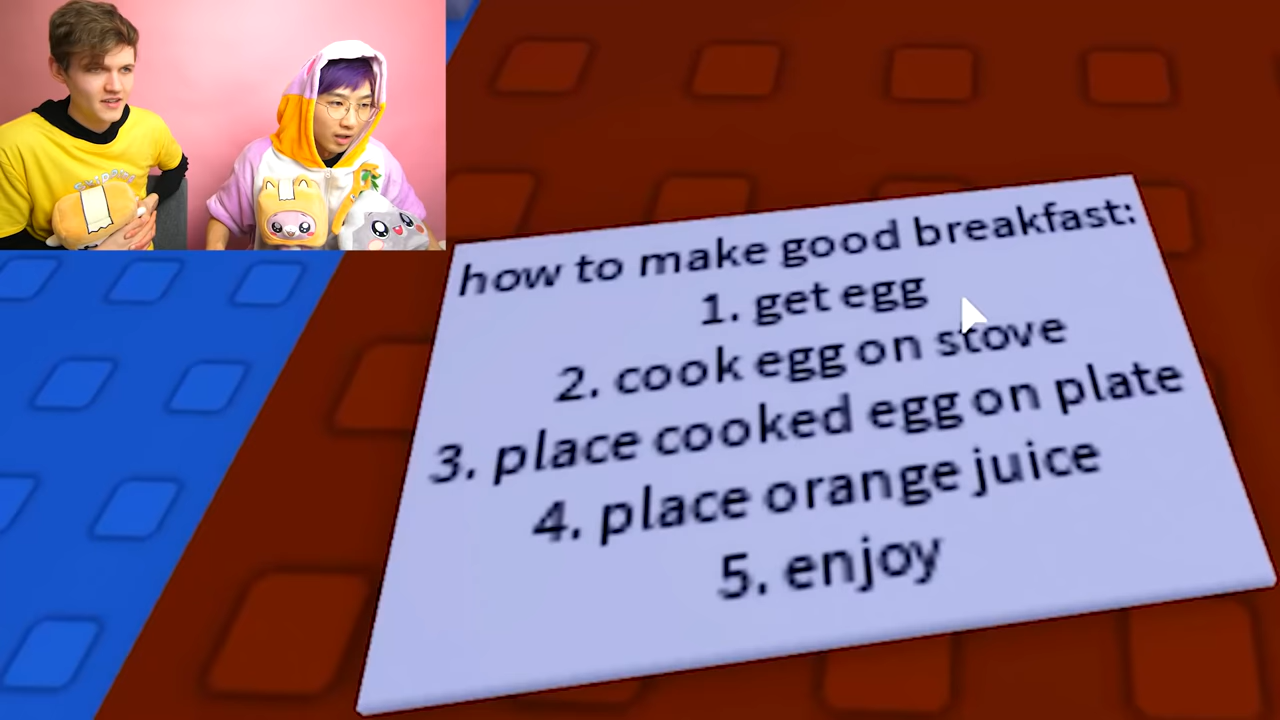 how to make good breakfast:
1. get egg
2. cook egg on stove
3. place cooked egg on plate
4. place orange juice
5. enjoy